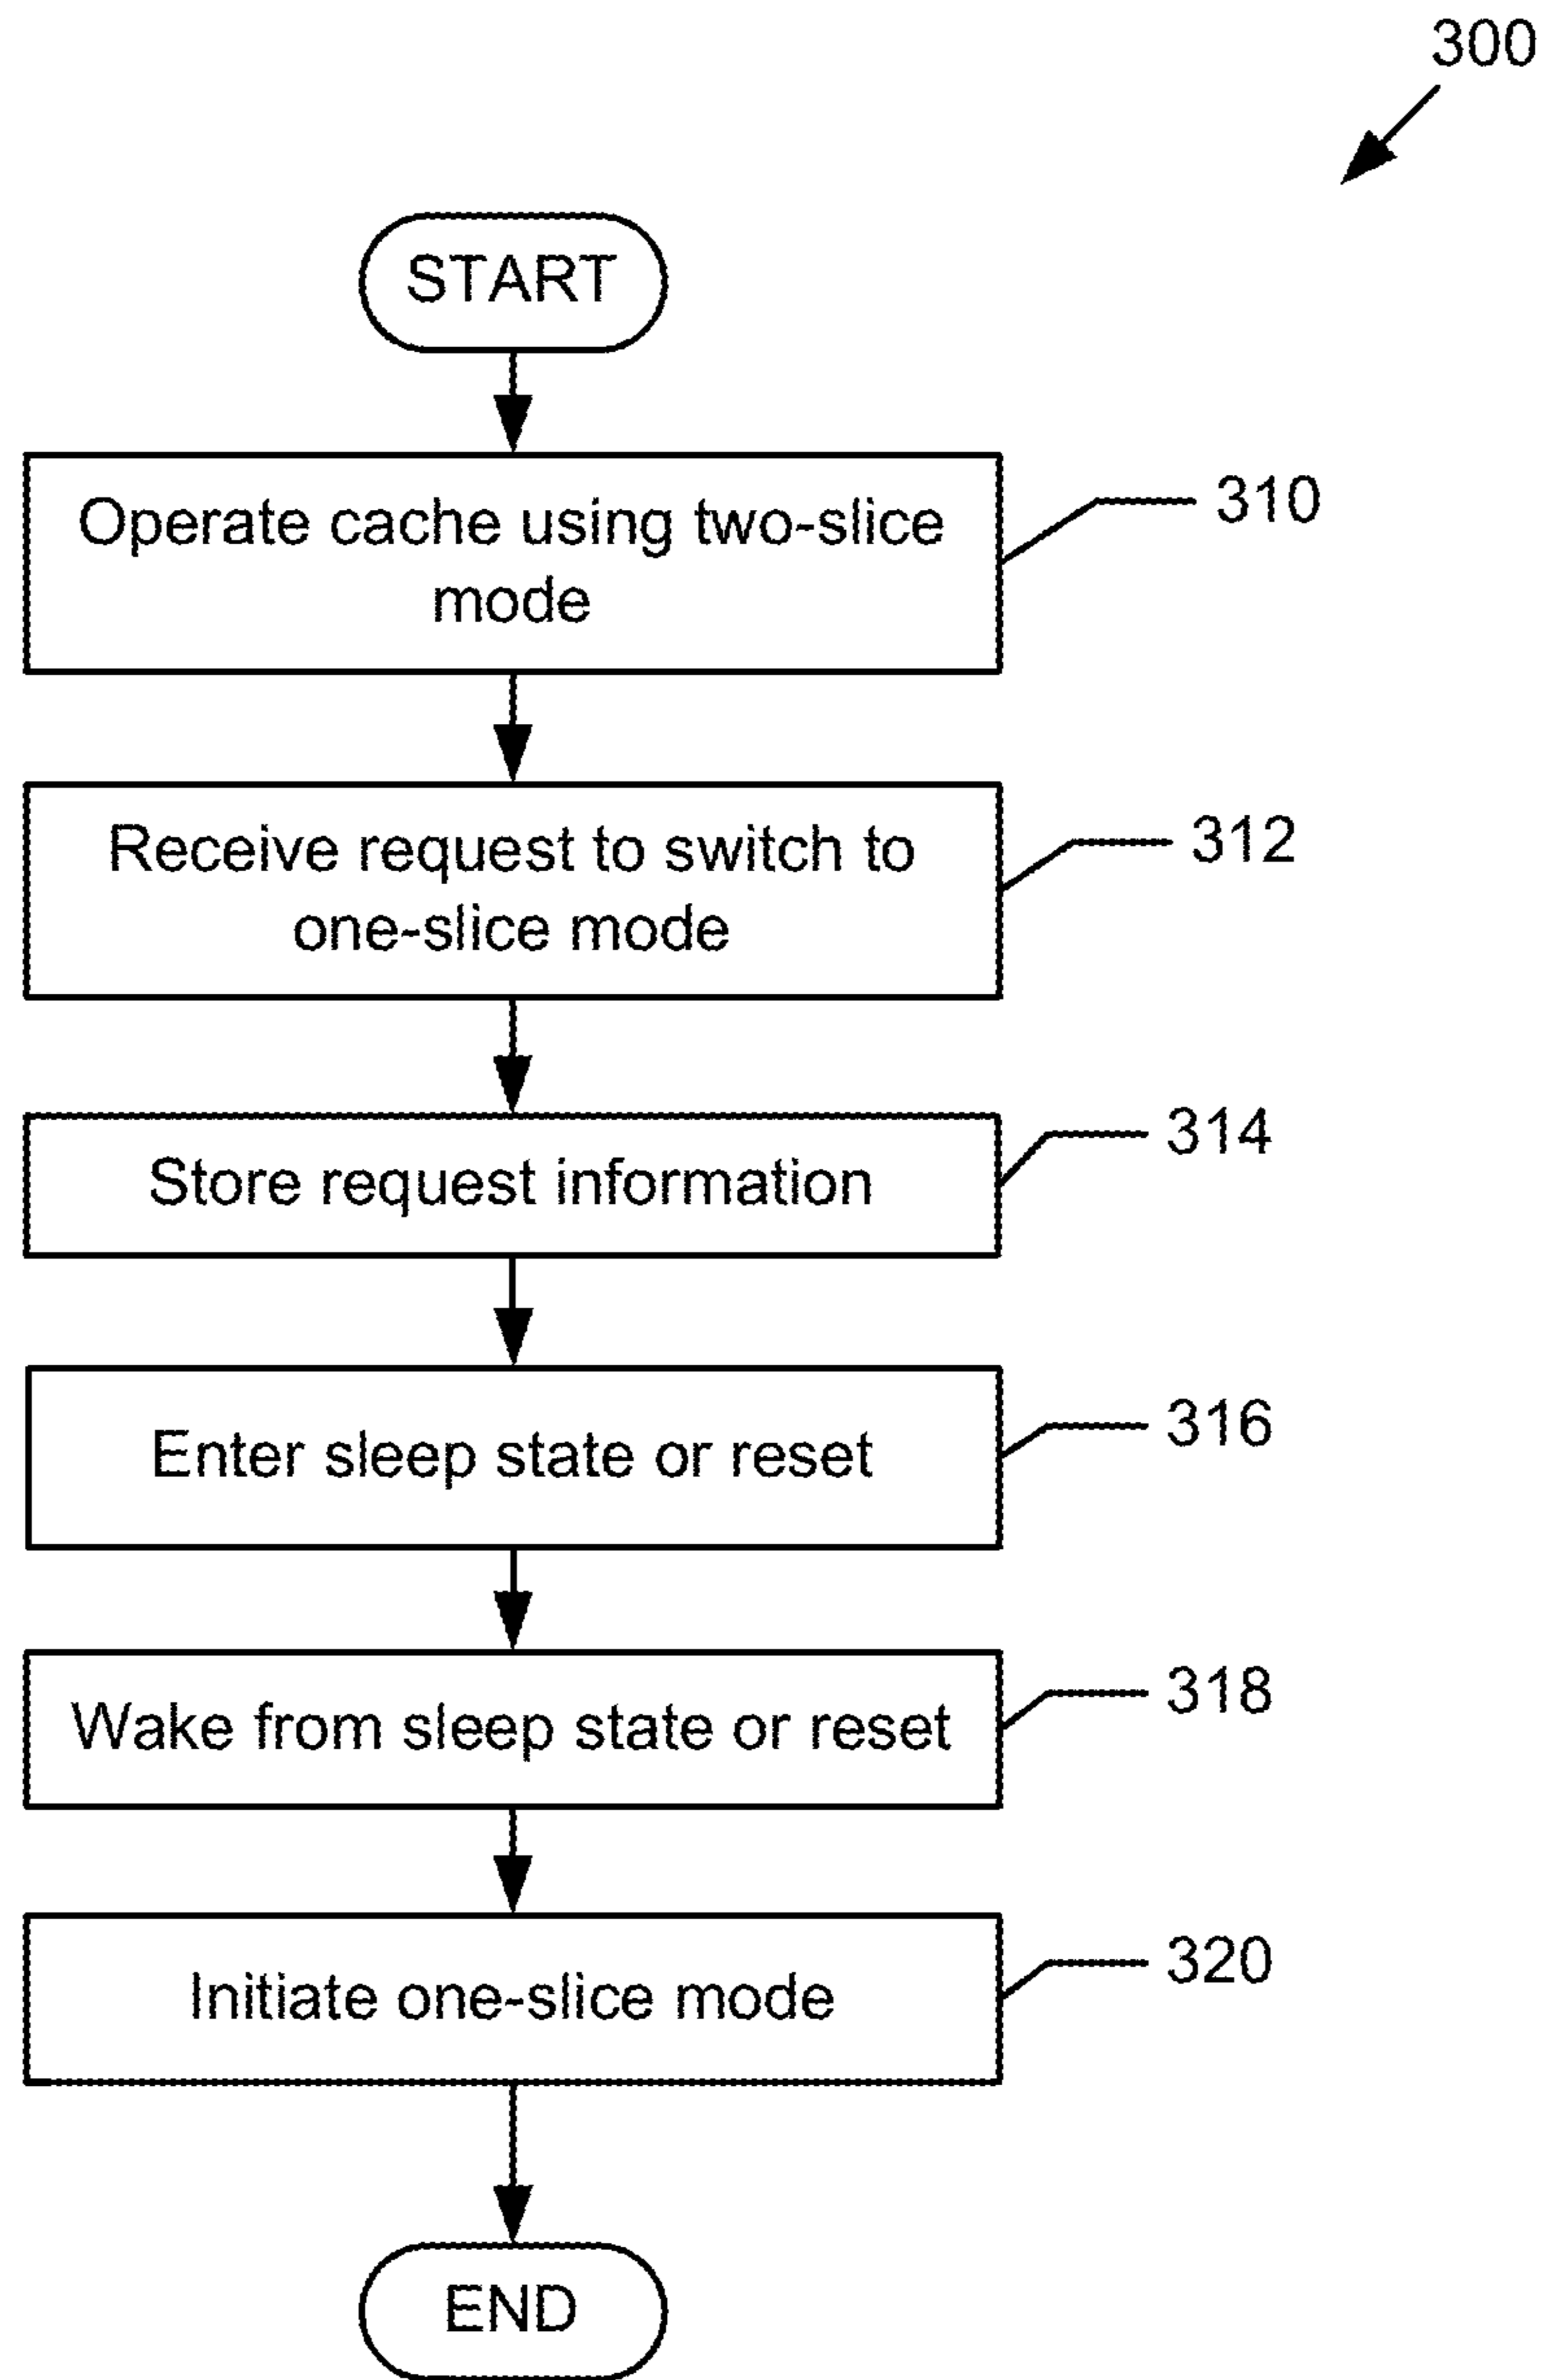 300
START
Operate cache using two-slice
mode
310
Receive request to switch to
one-slice mode
312
Store request information
314
Enter sleep state or reset
316
Wake from sleep state or reset
318
Initiate one-slice mode
320
END